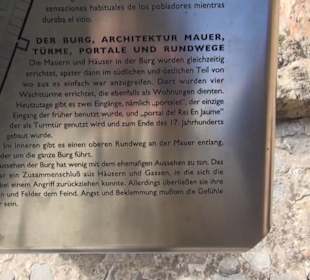 sensaciones habituales de los pobladores mientras
duraba el sitio.
DER BURG, ARCHITEKTUR MAUER,
TÜRME, PORTALE UND RUNDWEGE
Die Mauern und Häuser in der Burg wurden gleichzeitig
errichtet, später dann im südlichen und östlichen Teil von
wo aus es einfach war anzugreifen. Dort wurden vier
Wachttürme errichtet, die ebenfalls als Wohnungen dienten.
Heutzutage gibt es zwei Eingänge, nämlich „portalet", der einzige
Eingang der früher benutzt wurde, und „portal del Rei En Jaume"
der als Turmtür genutzt wird und zum Ende des 17. Jahrhunderts
gebaut wurde.
Im Inneren gibt es einen oberen Rundweg an der Mauer entlang,
der um die ganze Burg führt.
Aussehen der Burg hat wenig mit dem ehemaligen Aussehen zu tun. Das
ein Zusammenschluß aus Häusern und Gassen, in die sich die
bei einem Angriff zurückziehen konnte. Allerdings überließen sie ihre
und Felder dem Feind. Angst und Beklemmung mußten die Gefühle
sein.